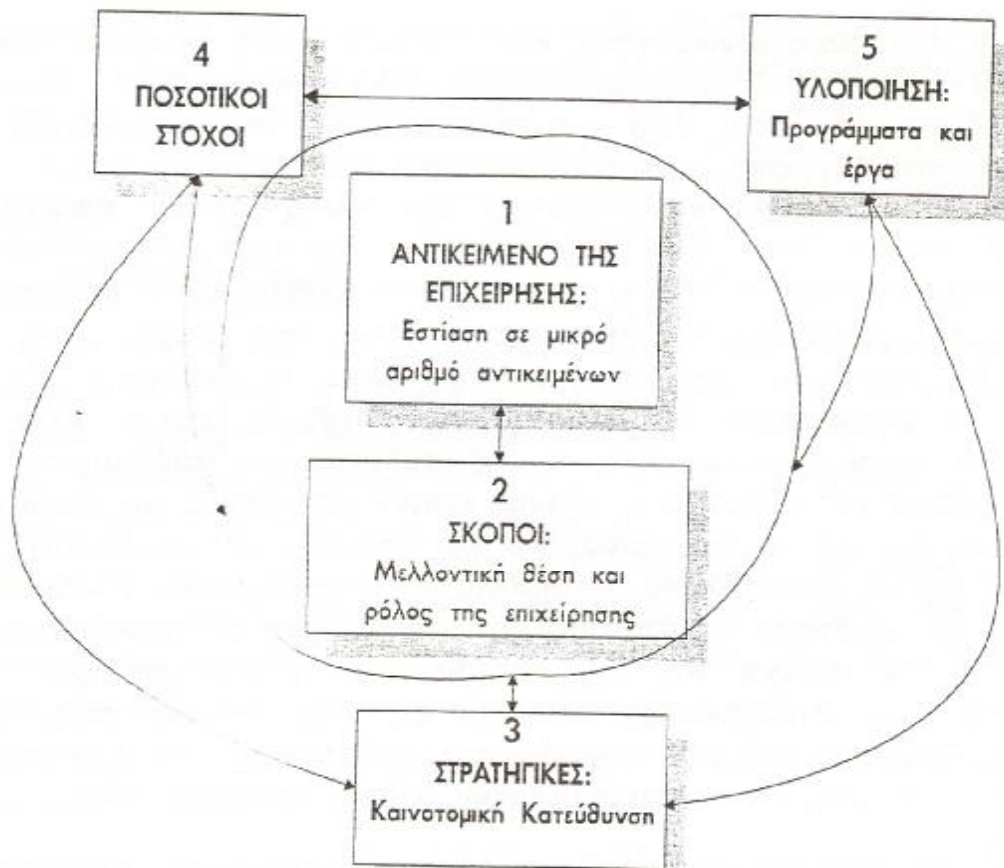 4
ΠΟΣΟΤΙΚΟΙ
ΣΤΟΧΟΙ
5
ΥΛΟΠΟΙΗΣΗ:
Προγράμματα και
έργα
1
ΑΝΤΙΚΕΙΜΕΝΟ ΤΗΣ
ΕΠΙΧΕΙΡΗΣΗΣ:
Εστίαση σε μικρό
αριθμό αντικειμένων
2
ΣΚΟΠΟΙ:
Μελλοντική θέση και
ρόλος της επιχείρησης
3
ΣΤΡΑΤΗΓΙΚΕΣ:
Καινοτομική Κατεύθυνση